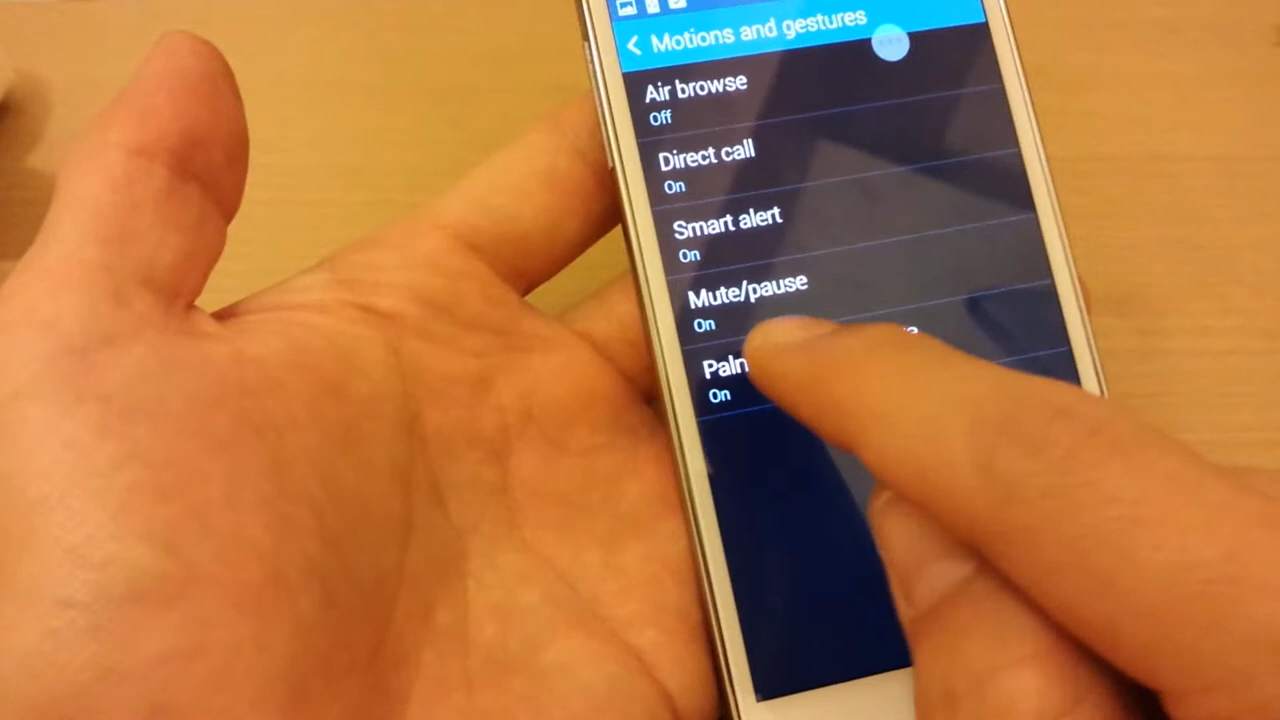 Motions and gestures
Air browse
Off
Direct call
On
Smart alert
On
Mute/pause
On
On